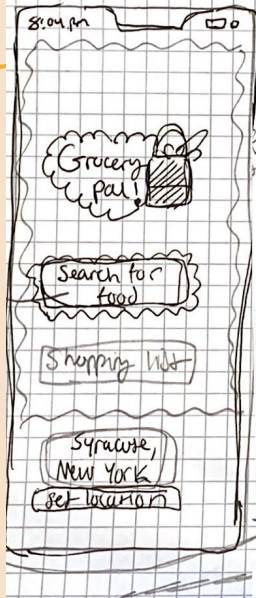 8:04 pm
Grocery
pal!
Search for
food
Shopping list
Syracuse,
New York
set location